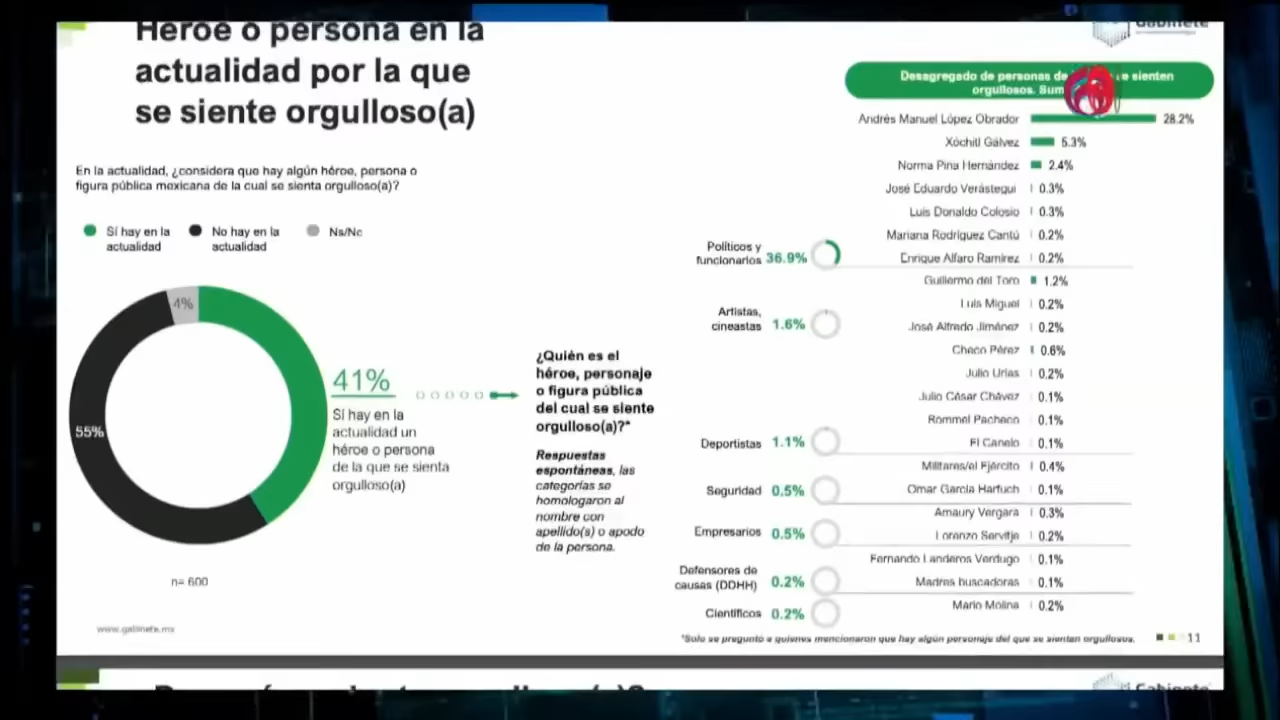 Héroe o persona en la
actualidad por la que
se siente orgulloso(a)
En la actualidad, ¿considera que hay algún héroe, persona o
figura pública mexicana de la cual se sienta orgulloso(a)?
Sí hay en la
actualidad
No hay en la
actualidad
Ns/Nc
4%
55%
41%
Sí hay en la
actualidad un
héroe o persona
de la que se sienta
orgulloso(a)
n= 600
www.gabinete.mx
¿Quién es el
héroe, personaje
o figura pública
del cual se siente
orgulloso(a)?*
Respuestas
espontáneas, las
categorías se
homologaron al
nombre con
apellido(s) o apodo
de la persona.
Gabinete
Desagregado de personas de se sienten
orgullosos.
Andrés Manuel López Obrador 28.2%
Xóchitl Gálvez 5.3%
Norma Pina Hernández 2.4%
José Eduardo Verástegui 0.3%
Luis Donaldo Colosio 0.3%
Mariana Rodríguez Cantú 0.2%
Enrique Alfaro Ramírez 0.2%
Políticos y
funcionarios 36.9%
Guillermo del Toro 1.2%
Luis Miguel 0.2%
José Alfredo Jiménez 0.2%
Artistas,
cineastas 1.6%
Checo Pérez 0.6%
Julio Urías 0.2%
Julio César Chávez 0.1%
Rommel Pacheco 0.1%
El Canelo 0.1%
Deportistas 1.1%
Militares/el Ejército 0.4%
Omar García Harfuch 0.1%
Seguridad 0.5%
Amaury Vergara 0.3%
Lorenzo Servitje 0.2%
Empresarios 0.5%
Fernando Landeros Verdugo 0.1%
Madres buscadoras 0.1%
Defensores de
causas (DDHH) 0.2%
Mario Molina 0.2%
Científicos 0.2%
*Solo se pregunto a quienes mencionaron que hay algún personaje del que se sientan orgullosos.
11
Gabinete